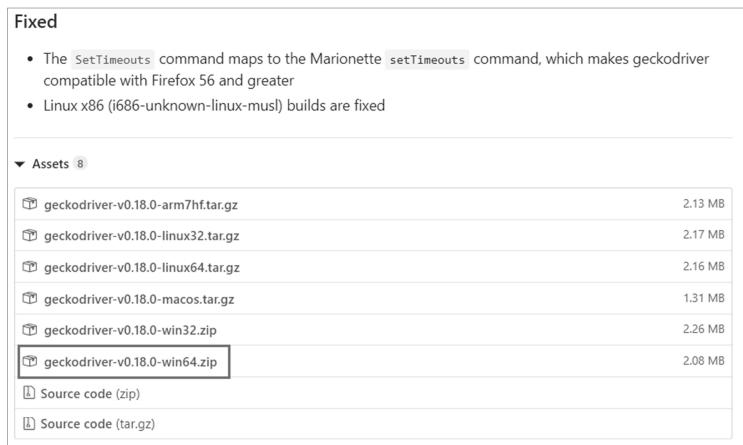 Fixed
The SetTimeouts command maps to the Marionette setTimeouts command, which makes geckodriver
compatible with Firefox 56 and greater
Linux x86 (i686-unknown-linux-musl) builds are fixed
Assets 8
geckodriver-v0.18.0-arm7hf.tar.gz 2.13 MB
geckodriver-v0.18.0-linux32.tar.gz 2.17 MB
geckodriver-v0.18.0-linux64.tar.gz 2.16 MB
geckodriver-v0.18.0-macos.tar.gz 1.31 MB
geckodriver-v0.18.0-win32.zip 2.26 MB
geckodriver-v0.18.0-win64.zip 2.08 MB
Source code (zip)
Source code (tar.gz)